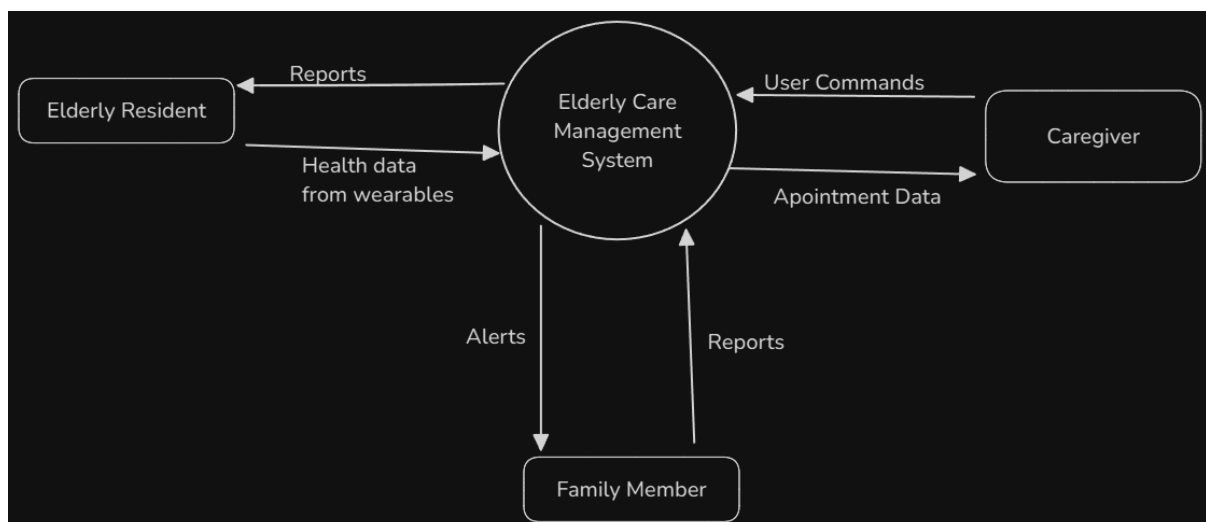 Reports
Elderly Resident
Health data
from wearables
Elderly Care
Management
System
User Commands
Caregiver
Apointment Data
Alerts
Reports
Family Member